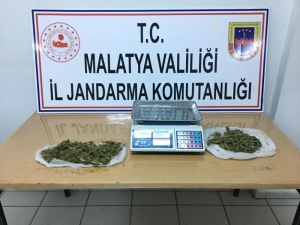 T.C.
MALATYA VALİLİĞİ
İL JANDARMA KOMUTANLIĞI